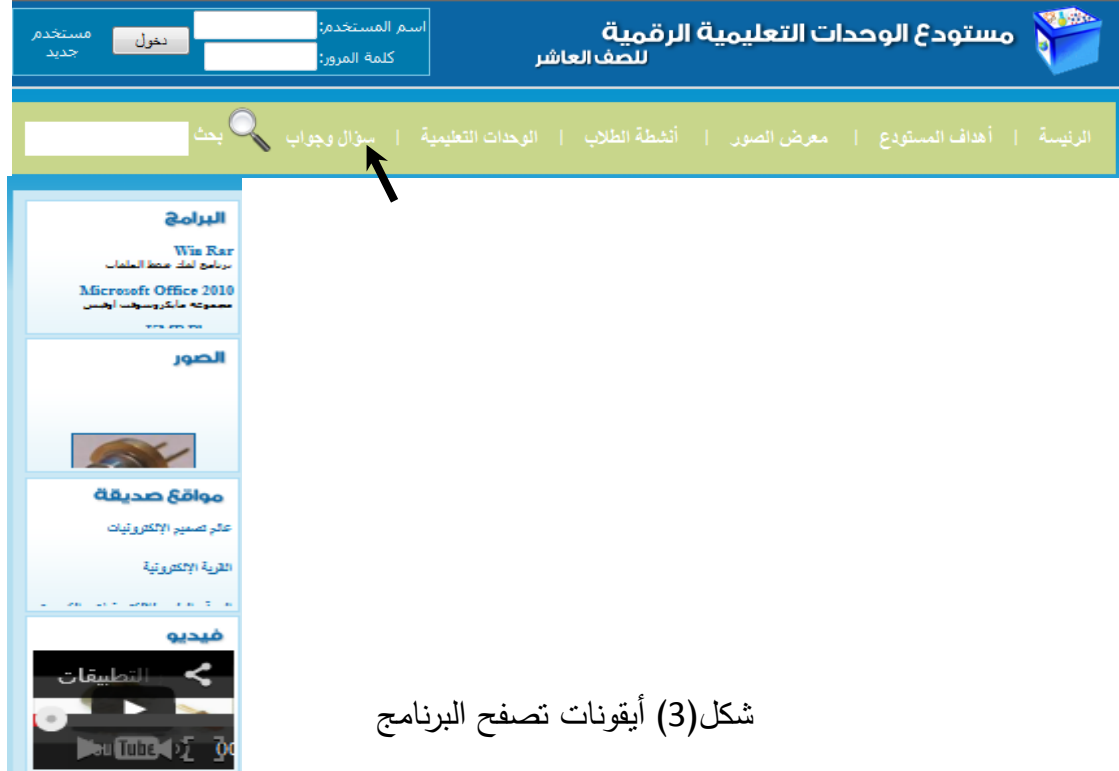 مستودع الوحدات التعليمية الرقمية
للصف العاشر
اسم المستخدم:
كلمة المرور:
دخول
مستخدم
جديد
الرئيسة | أهداف المستودع | معرض الصور | أنشطة الطلاب | الوحدات التعليمية | سؤال وجواب بحث
البرامج
Win Rar
برنامج لفك ضغط الملفات
Microsoft Office 2010
مجموعة مايكروسوفت أوفيس
الصور
مواقع صديقة
عالم تصميم الإلكترونيات
القرية الإلكترونية
فيديو
التطبيقات
You Tube
شكل(3) أيقونات تصفح البرنامج